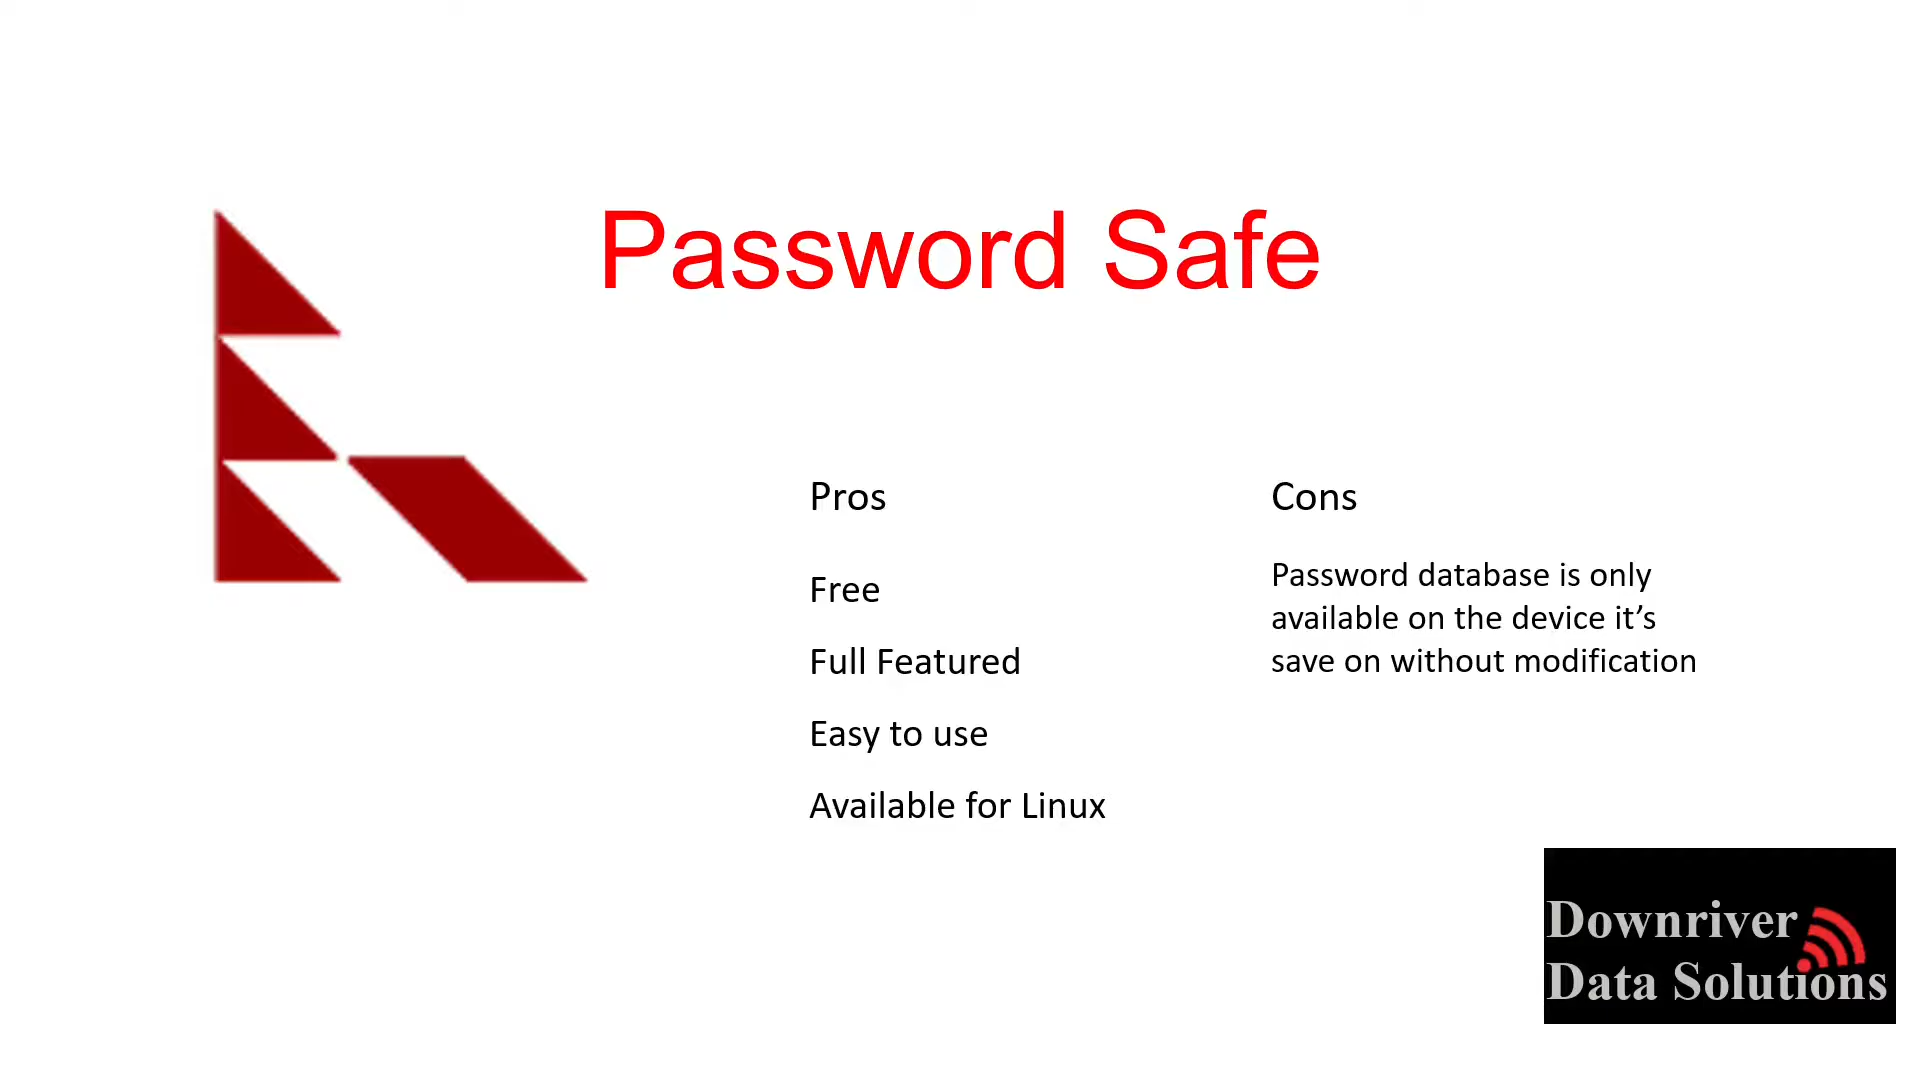 Password Safe
Pros
Free
Full Featured
Easy to use
Available for Linux
Cons
Password database is only
available on the device it’s
save on without modification
Downriver
Data Solutions